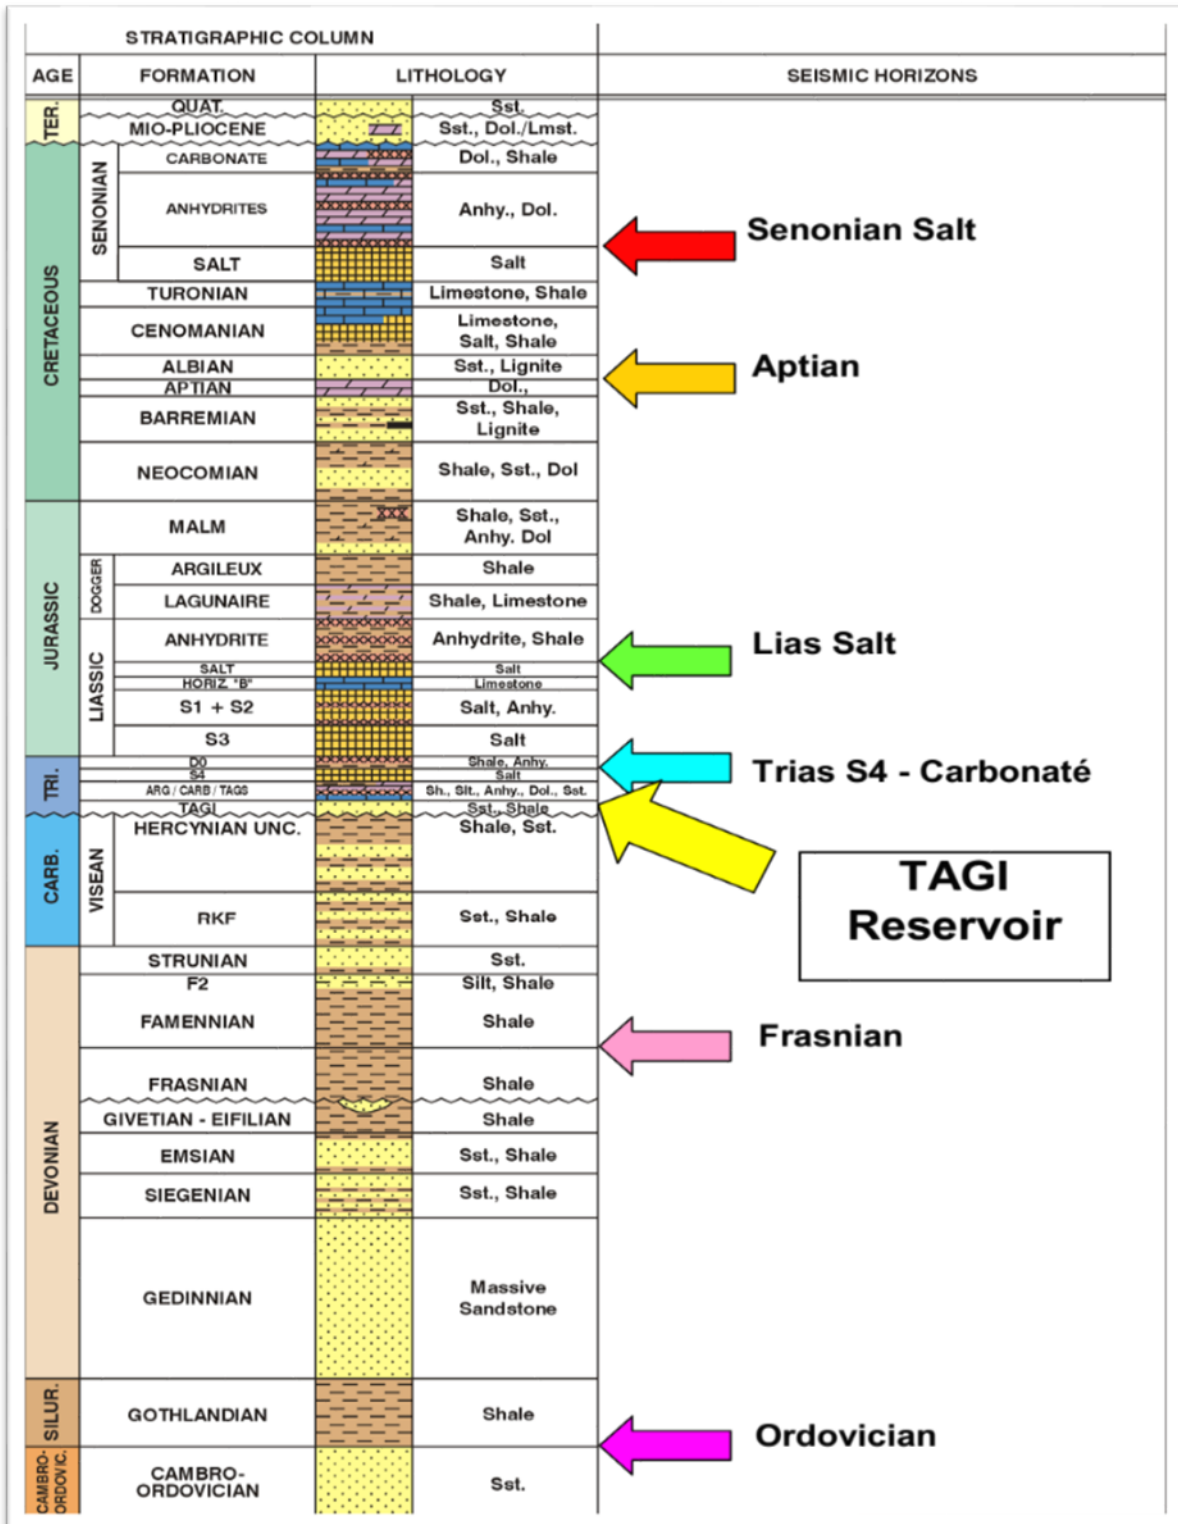 STRATIGRAPHIC COLUMN
AGE FORMATION LITHOLOGY SEISMIC HORIZONS
TER.
QUAT. Sst.
MIO-PLIOCENE Sst., Dol./Lmst.
CRETACEOUS
SENONIAN
CARBONATE Dol., Shale
ANHYDRITES Anhy., Dol.
Senonian Salt
SALT Salt
TURONIAN Limestone, Shale
CENOMANIAN Limestone,
Salt, Shale
ALBIAN Sst., Lignite
Aptian
APTIAN Dol.,
BARREMIAN Sst., Shale,
Lignite
NEOCOMIAN Shale, Sst., Dol
JURASSIC
MALM Shale, Sst.,
Anhy. Dol
DOGGER
ARGILEUX Shale
LAGUNAIRE Shale, Limestone
LIASSIC
ANHYDRITE Anhydrite, Shale
Lias Salt
SALT Salt
HORIZ. "B" Limestone
S1 + S2 Salt, Anhy.
S3 Salt
TRI.
D0 Shale, Anhy.
Trias S4 - Carbonaté
S4 Salt
ARG / CARB / TAGS Sh., Slt., Anhy., Dol., Sst.
TAGI Sst., Shale
CARB.
VISEAN
HERCYNIAN UNC. Shale, Sst.
TAGI
Reservoir
RKF Sst., Shale
DEVONIAN
STRUNIAN Sst.
F2 Silt, Shale
FAMENNIAN Shale
Frasnian
FRASNIAN Shale
GIVETIAN - EIFILIAN Shale
EMSIAN Sst., Shale
SIEGENIAN Sst., Shale
GEDINNIAN Massive
Sandstone
SILUR.
GOTHLANDIAN Shale
Ordovician
CAMBRO-
ORDOVIC.
CAMBRO-
ORDOVICIAN Sst.